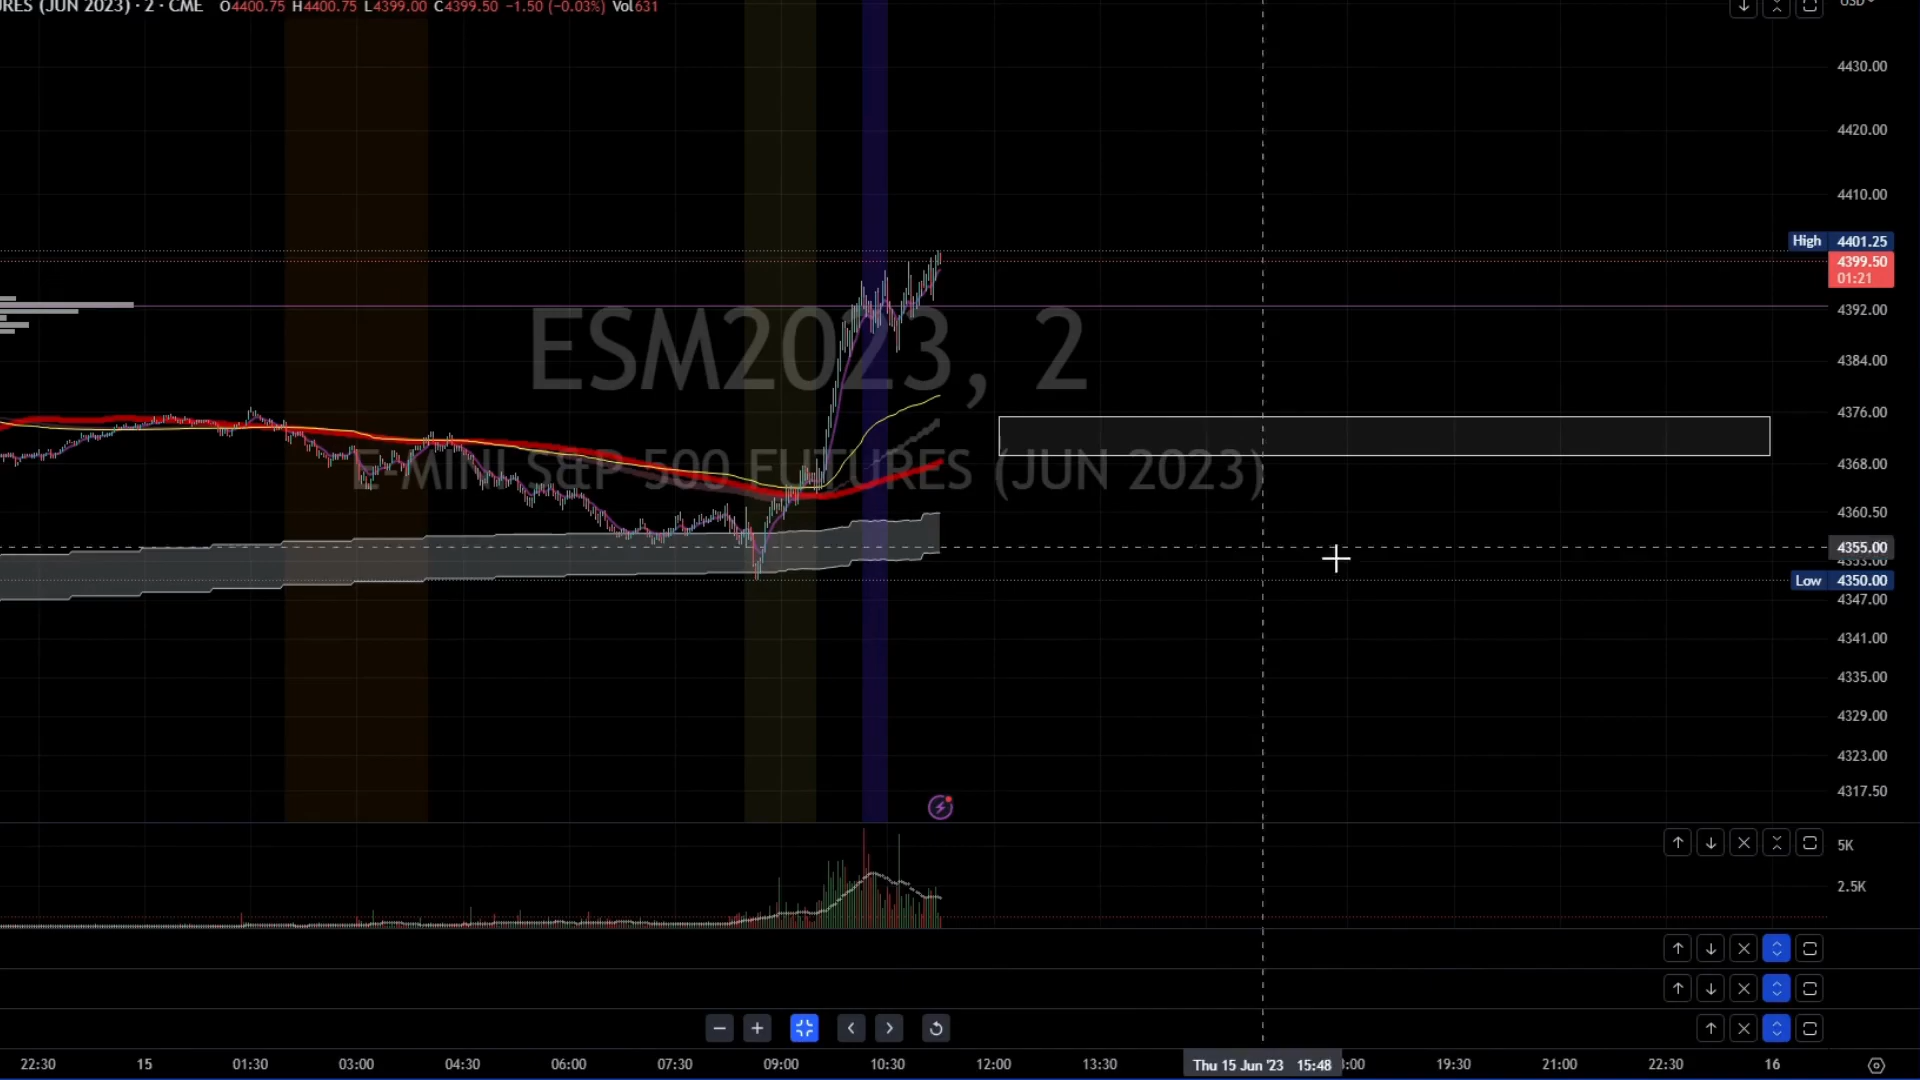 URES (JUN 2023) · 2 · CME O4400.75 H4400.75 L4399.00 C4399.50 −1.50 (−0.03%) Vol631
USD
4430.00
4420.00
4410.00
High 4401.25
4399.50
01:21
4392.00
4384.00
4376.00
4368.00
4360.50
4355.00
4353.00
Low 4350.00
4347.00
4341.00
4335.00
4329.00
4323.00
4317.50
ESM2023, 2
E-MINI S&P 500 FUTURES (JUN 2023)
5K
2.5K
22:30 15 01:30 03:00 04:30 06:00 07:30 09:00 10:30 12:00 13:30 Thu 15 Jun '23 15:48 :00 19:30 21:00 22:30 16